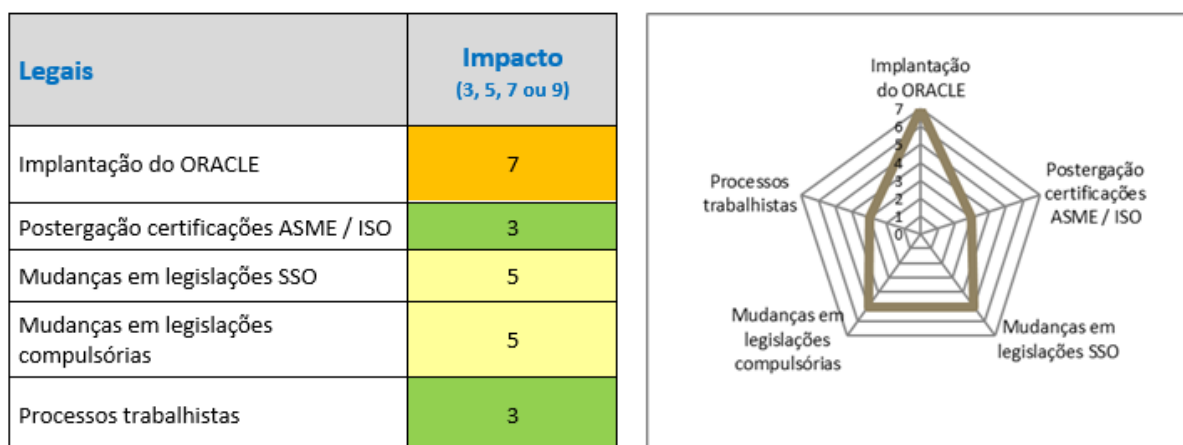 Legais
Impacto
(3, 5, 7 ou 9)
Implantação do ORACLE
7
Postergação certificações ASME / ISO
3
Mudanças em legislações SSO
5
Mudanças em legislações
compulsórias
5
Processos trabalhistas
3
Implantação
do ORACLE
7
6
5
4
3
2
1
0
Postergação
certificações
ASME / ISO
Mudanças em
legislações SSO
Mudanças em
legislações
compulsórias
Processos
trabalhistas